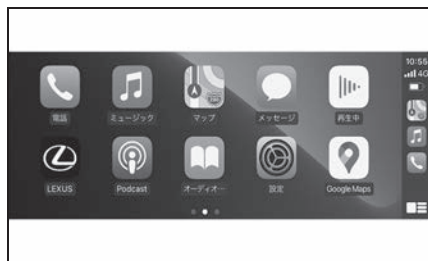 10:55
4G
電話
ミュージック
マップ
メッセージ
再生中
LEXUS
Podcast
オーディオ…
設定
Google Maps